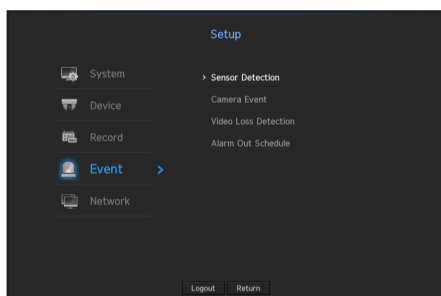 Setup
System
Device
Record
Event
Network
Sensor Detection
Camera Event
Video Loss Detection
Alarm Out Schedule
Logout Return